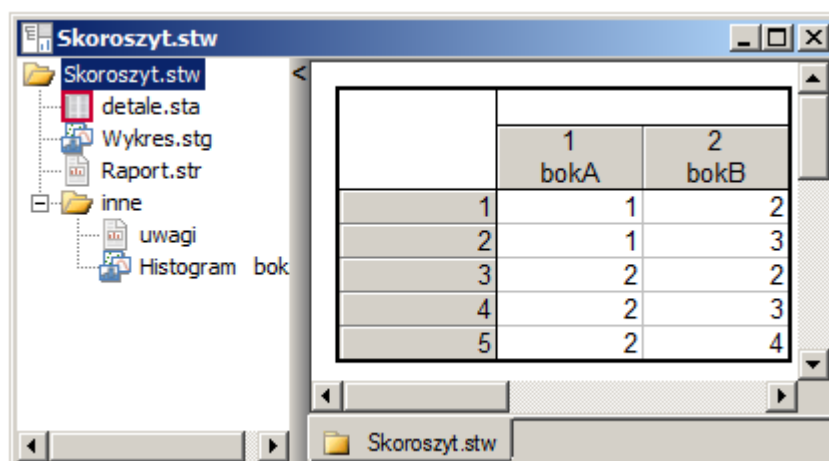 Skoroszyt.stw
Skoroszyt.stw
detale.sta
Wykres.stg
Raport.str
inne
uwagi
Histogram bok
<
1 2
bokA bokB
1 1 2
2 1 3
3 2 2
4 2 3
5 2 4
Skoroszyt.stw